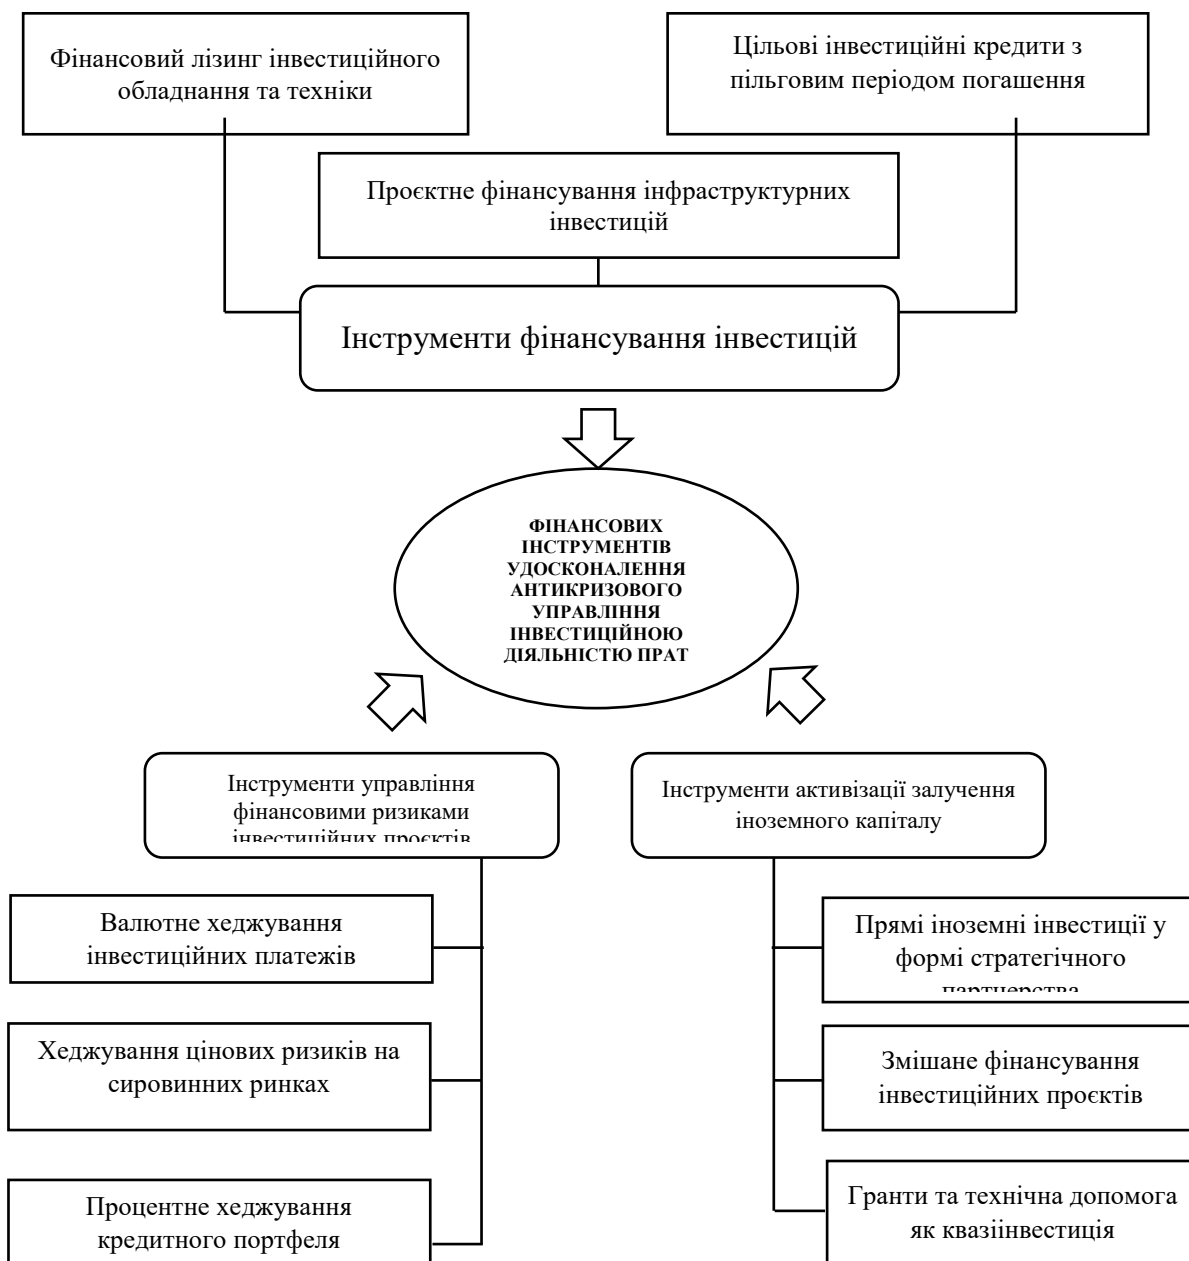 Фінансовий лізинг інвестиційного
обладнання та техніки
Цільові інвестиційні кредити з
пільговим періодом погашення
Проєктне фінансування інфраструктурних
інвестицій
Інструменти фінансування інвестицій
ФІНАНСОВИХ
ІНСТРУМЕНТІВ
УДОСКОНАЛЕННЯ
АНТИКРИЗОВОГО
УПРАВЛІННЯ
ІНВЕСТИЦІЙНОЮ
ДІЯЛЬНІСТЮ ПРАТ
Інструменти управління
фінансовими ризиками
інвестиційних проєктів
Інструменти активізації залучення
іноземного капіталу
Валютне хеджування
інвестиційних платежів
Хеджування цінових ризиків на
сировинних ринках
Процентне хеджування
кредитного портфеля
Прямі іноземні інвестиції у
формі стратегічного
партнерства
Змішане фінансування
інвестиційних проєктів
Гранти та технічна допомога
як квазіінвестиція